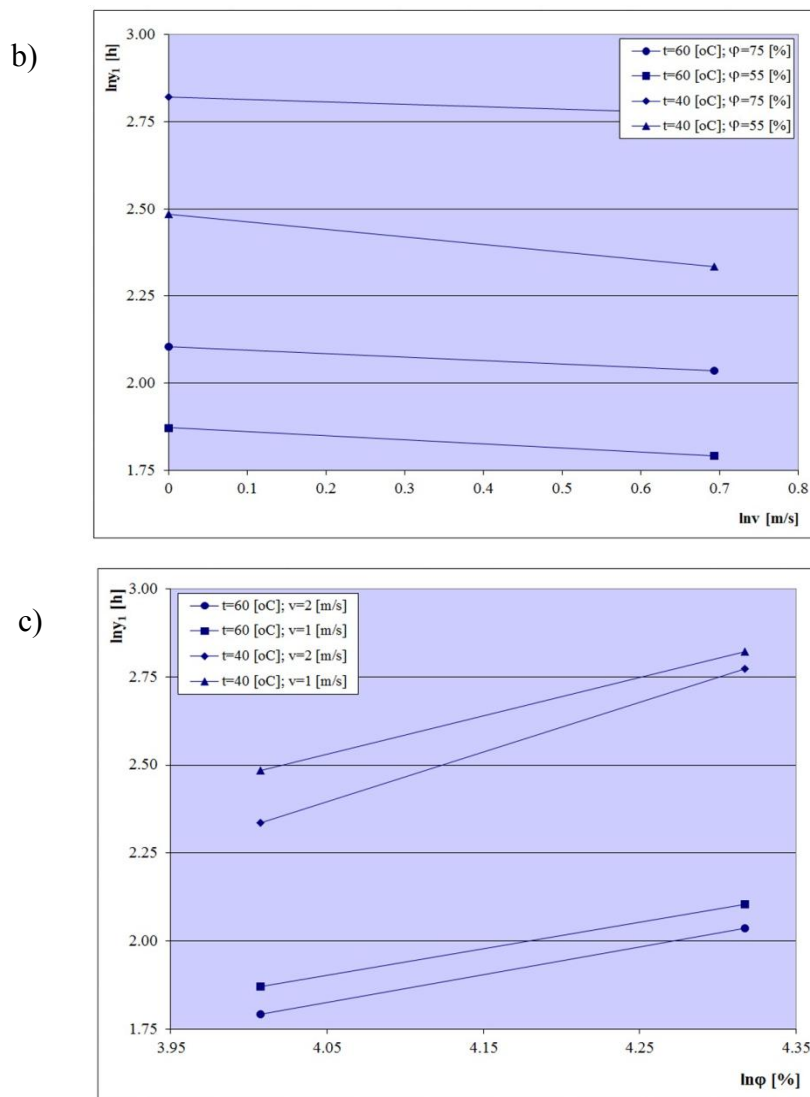 b)
lny₁ [h]
3.00
2.75
2.50
2.25
2.00
1.75
t=60 [oC]; φ=75 [%]
t=60 [oC]; φ=55 [%]
t=40 [oC]; φ=75 [%]
t=40 [oC]; φ=55 [%]
0 0.1 0.2 0.3 0.4 0.5 0.6 0.7 0.8
lnv [m/s]
c)
lny₁ [h]
3.00
2.75
2.50
2.25
2.00
1.75
t=60 [oC]; v=2 [m/s]
t=60 [oC]; v=1 [m/s]
t=40 [oC]; v=2 [m/s]
t=40 [oC]; v=1 [m/s]
3.95 4.05 4.15 4.25 4.35
lnφ [%]